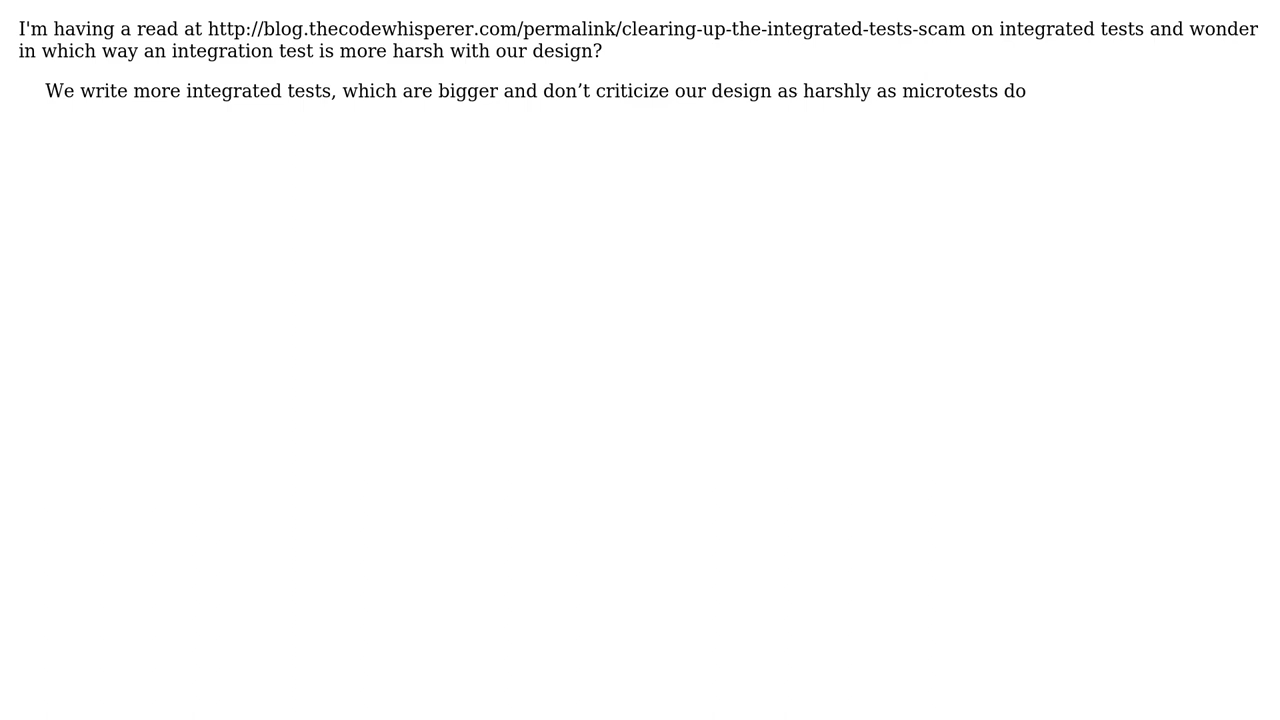 I'm having a read at http://blog.thecodewhisperer.com/permalink/clearing-up-the-integrated-tests-scam on integrated tests and wonder
in which way an integration test is more harsh with our design?
We write more integrated tests, which are bigger and don’t criticize our design as harshly as microtests do